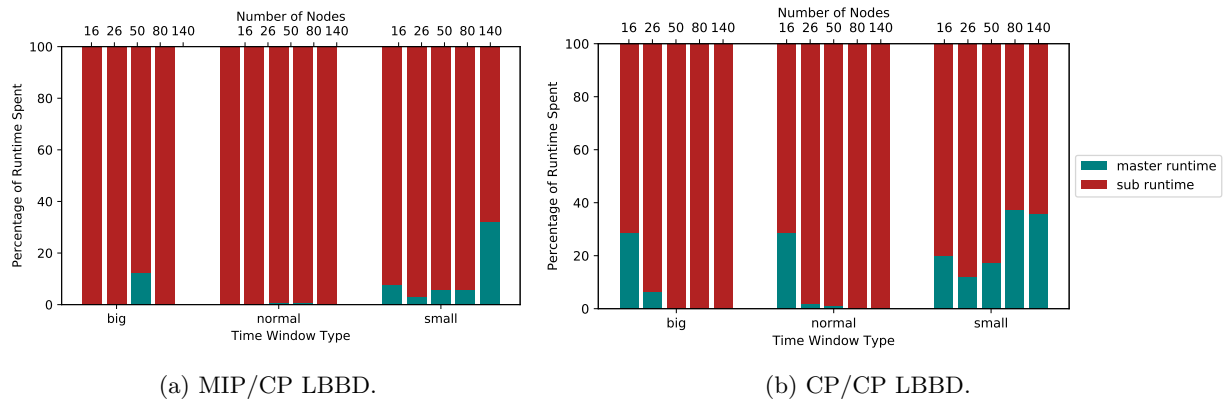 Number of Nodes
16 26 50 80 140 16 26 50 80 140 16 26 50 80 140
100
80
60
40
20
0
Percentage of Runtime Spent
big normal small
Time Window Type
(a) MIP/CP LBBD.
Number of Nodes
16 26 50 80 140 16 26 50 80 140 16 26 50 80 140
100
80
60
40
20
0
Percentage of Runtime Spent
big normal small
Time Window Type
master runtime
sub runtime
(b) CP/CP LBBD.